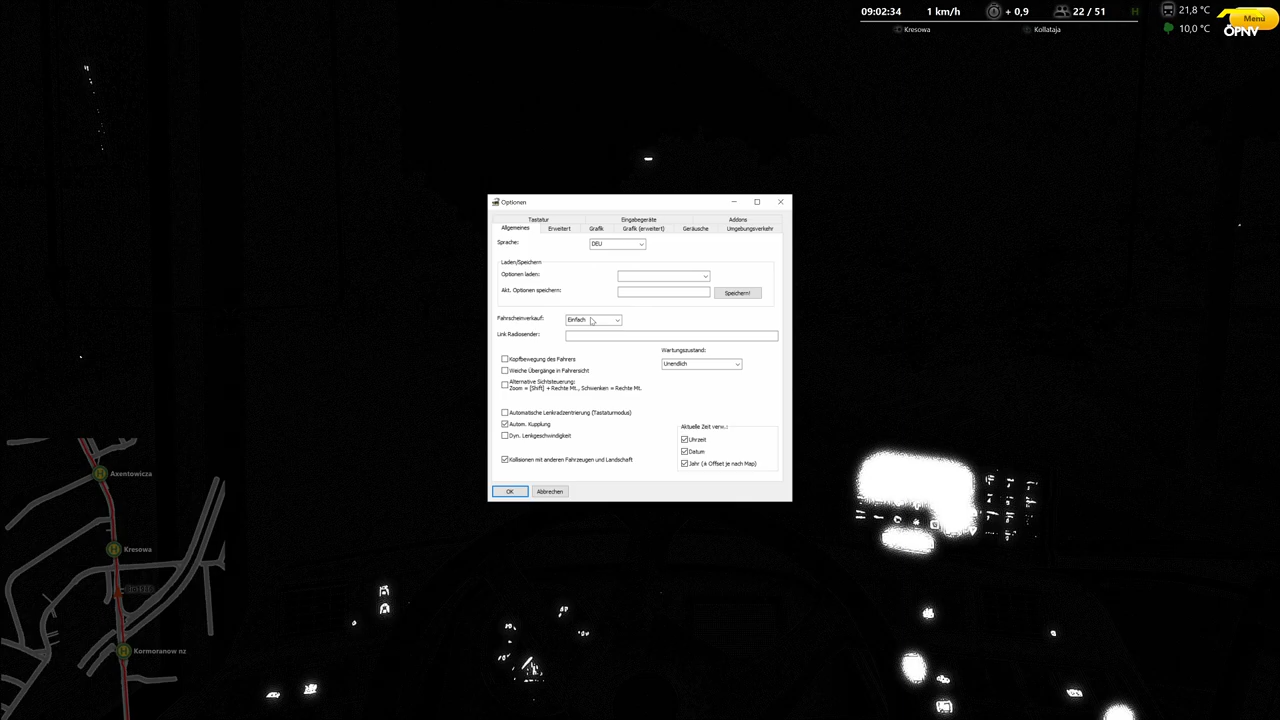 09:02:34 1 km/h + 0,9 22 / 51 H 21,8 °C
Menü
Kresowa Kollataja 10,0 °C
ÖPNV
Optionen
Tastatur Eingabegeräte Addons
Allgemeines Erweitert Grafik Grafik (erweitert) Geräusche Umgebungsverkehr
Sprache: DEU
Laden/Speichern
Optionen laden:
Akt. Optionen speichern: Speichern!
Fahrscheinverkauf: Einfach
Link Radiosender:
Wartungszustand:
Unendlich
Kopfbewegung des Fahrers
Weiche Übergänge in Fahrersicht
Alternative Sichtsteuerung:
Zoom = [Shift] + Rechte Mt., Schwenken = Rechte Mt.
Automatische Lenkradzentrierung (Tastaturmodus)
Autom. Kupplung
Dyn. Lenkgeschwindigkeit
Kollisionen mit anderen Fahrzeugen und Landschaft
Aktuelle Zeit verw.:
Uhrzeit
Datum
Jahr (± Offset je nach Map)
OK Abbrechen
H Axentowicza
H Kresowa
H Kormoranow nz